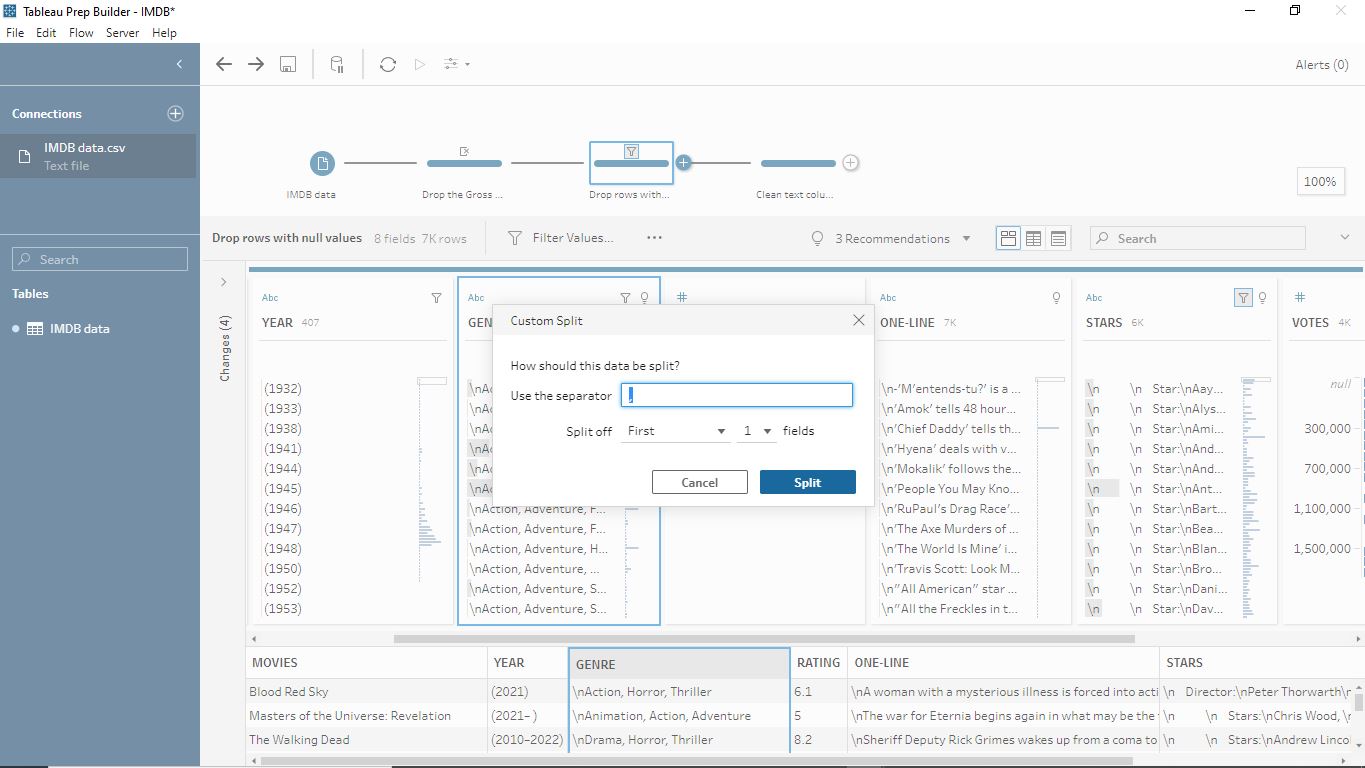 Tableau Prep Builder - IMDB*
File Edit Flow Server Help
Alerts (0)
Connections
IMDB data.csv
Text file
IMDB data
Drop the Gross ...
Drop rows with...
Clean text colu...
100%
Drop rows with null values 8 fields 7K rows
Filter Values...
3 Recommendations
Search
Search
Tables
IMDB data
Changes (4)
Abc
YEAR 407
(1932)
(1933)
(1938)
(1941)
(1944)
(1945)
(1946)
(1947)
(1948)
(1950)
(1952)
(1953)
Abc
GEN
\nAc
\nAc
\nAc
\nAc
\nAc
\nAc
\nAction, Adventure, F...
\nAction, Adventure, F...
\nAction, Adventure, H...
\nAction, Adventure, ...
\nAction, Adventure, S...
\nAction, Adventure, S...
#
Custom Split
How should this data be split?
Use the separator ,
Split off First 1 fields
Cancel Split
Abc
ONE-LINE 7K
\n'M'entends-tu?' is a ...
\n'Amok' tells 48 hour...
\n'Chief Daddy' tells th...
\n'Hyena' deals with v...
\n'Mokalik' follows the...
\n'People You May Kno...
\n'RuPaul's Drag Race'...
\n'The Axe Murders of ...
\n'The World Is Mine' i...
\n'Travis Scott: Look M...
\n"All American" star ...
\n"All the Freckles in t...
Abc
STARS 6K
\n \n Star:\nAay...
\n \n Star:\nAlys...
\n \n Star:\nAmi...
\n \n Star:\nAnd...
\n \n Star:\nAnd...
\n \n Star:\nAnt...
\n \n Star:\nBart...
\n \n Star:\nBea...
\n \n Star:\nBlan...
\n \n Star:\nBro...
\n \n Star:\nDani...
\n \n Star:\nDav...
#
VOTES 4K
null
300,000
700,000
1,100,000
1,500,000
MOVIES YEAR GENRE RATING ONE-LINE STARS
Blood Red Sky (2021) \nAction, Horror, Thriller 6.1 \nA woman with a mysterious illness is forced into acti \n Director:\nPeter Thorwarth\n
Masters of the Universe: Revelation (2021– ) \nAnimation, Action, Adventure 5 \nThe war for Eternia begins again in what may be the \n \n Stars:\nChris Wood, \n
The Walking Dead (2010–2022) \nDrama, Horror, Thriller 8.2 \nSheriff Deputy Rick Grimes wakes up from a coma to \n \n Stars:\nAndrew Linco